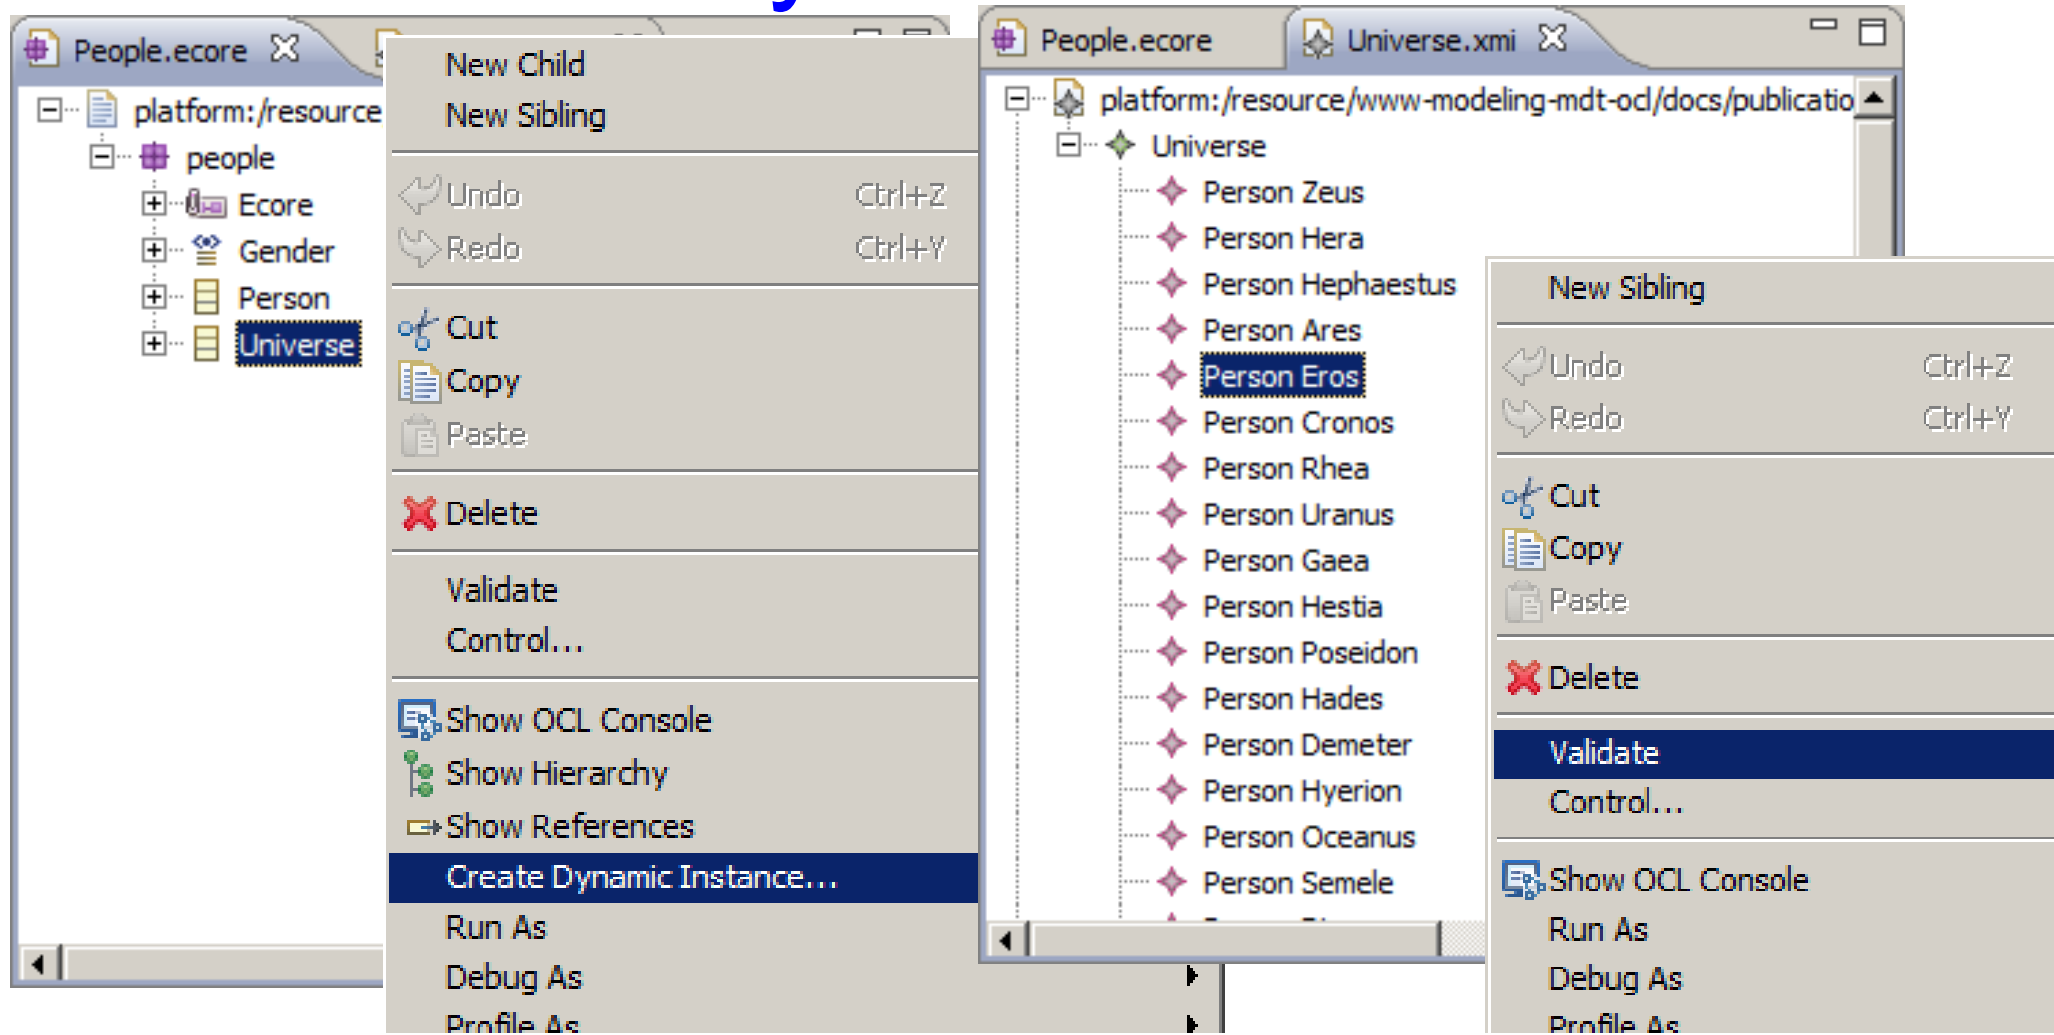 People.ecore
platform:/resource
people
Ecore
Gender
Person
Universe
New Child
New Sibling
Undo Ctrl+Z
Redo Ctrl+Y
Cut
Copy
Paste
Delete
Validate
Control...
Show OCL Console
Show Hierarchy
Show References
Create Dynamic Instance...
Run As
Debug As
Profile As
People.ecore Universe.xmi
platform:/resource/www-modeling-mdt-ocl/docs/publicatio
Universe
Person Zeus
Person Hera
Person Hephaestus
Person Ares
Person Eros
Person Cronos
Person Rhea
Person Uranus
Person Gaea
Person Hestia
Person Poseidon
Person Hades
Person Demeter
Person Hyerion
Person Oceanus
Person Semele
New Sibling
Undo Ctrl+Z
Redo Ctrl+Y
Cut
Copy
Paste
Delete
Validate
Control...
Show OCL Console
Run As
Debug As
Profile As